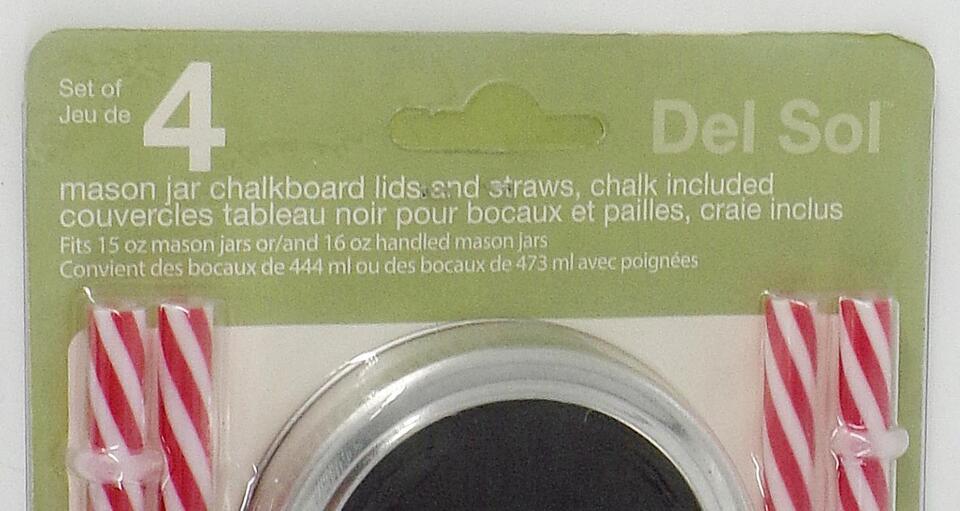 Set of
Jeu de
4
Del Sol™
mason jar chalkboard lids and straws, chalk included
couvercles tableau noir pour bocaux et pailles, craie inclus
Fits 15 oz mason jars or/and 16 oz handled mason jars
Convient des bocaux de 444 ml ou des bocaux de 473 ml avec poignées